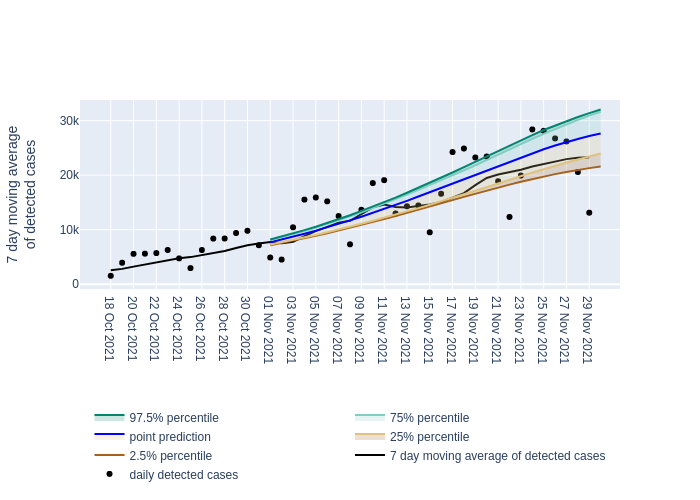 7 day moving average
of detected cases
30k
20k
10k
0
18 Oct 2021
20 Oct 2021
22 Oct 2021
24 Oct 2021
26 Oct 2021
28 Oct 2021
30 Oct 2021
01 Nov 2021
03 Nov 2021
05 Nov 2021
07 Nov 2021
09 Nov 2021
11 Nov 2021
13 Nov 2021
15 Nov 2021
17 Nov 2021
19 Nov 2021
21 Nov 2021
23 Nov 2021
25 Nov 2021
27 Nov 2021
29 Nov 2021
97.5% percentile
75% percentile
point prediction
25% percentile
2.5% percentile
7 day moving average of detected cases
daily detected cases